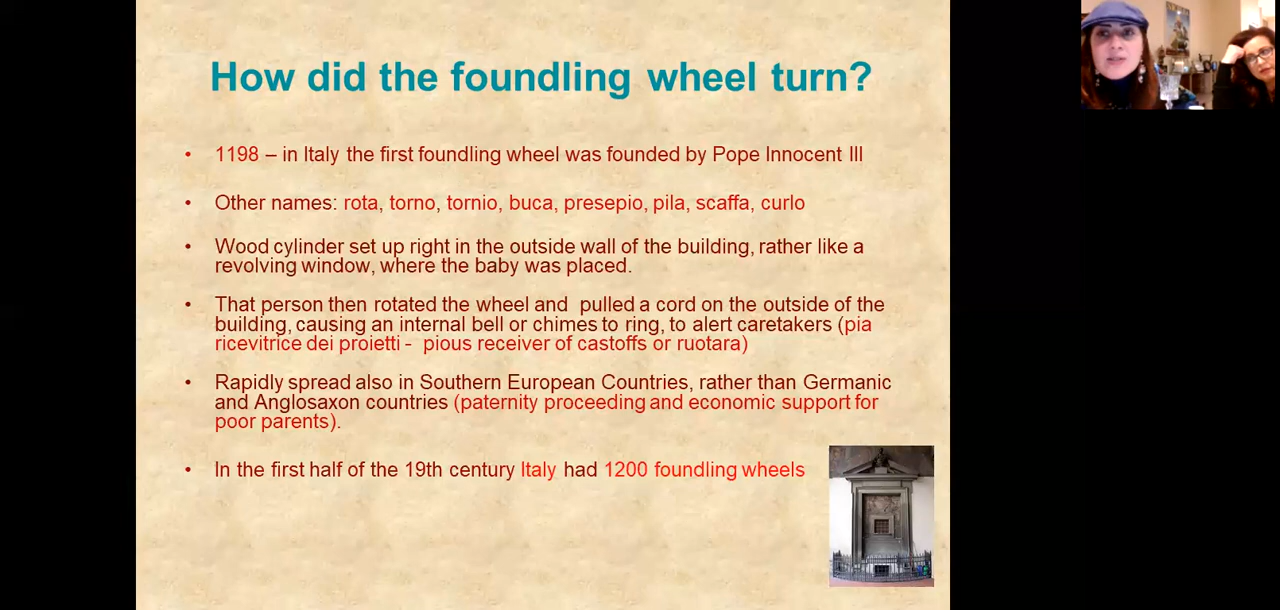 How did the foundling wheel turn?
• 1198 – in Italy the first foundling wheel was founded by Pope Innocent III
• Other names: rota, torno, tornio, buca, presepio, pila, scaffa, curlo
• Wood cylinder set up right in the outside wall of the building, rather like a
revolving window, where the baby was placed.
• That person then rotated the wheel and pulled a cord on the outside of the
building, causing an internal bell or chimes to ring, to alert caretakers (pia
ricevitrice dei proietti - pious receiver of castoffs or ruotara)
• Rapidly spread also in Southern European Countries, rather than Germanic
and Anglosaxon countries (paternity proceeding and economic support for
poor parents).
• In the first half of the 19th century Italy had 1200 foundling wheels